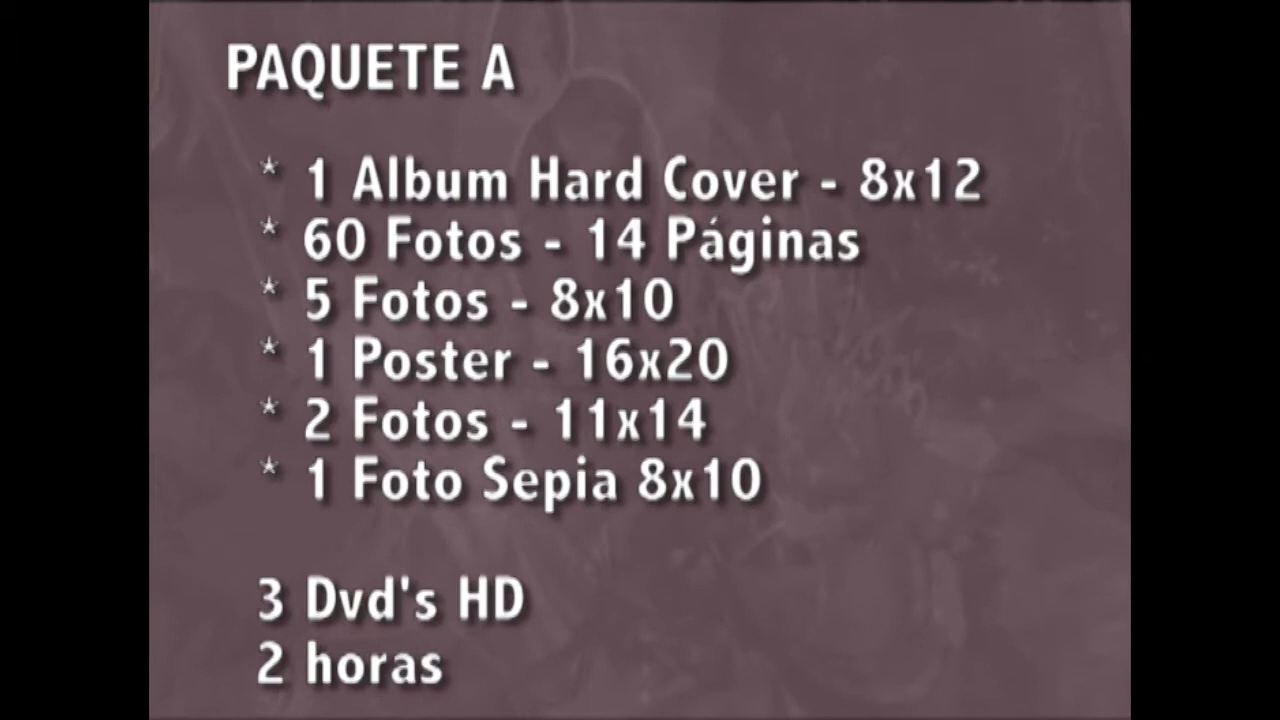 PAQUETE A
* 1 Album Hard Cover - 8x12
* 60 Fotos - 14 Páginas
* 5 Fotos - 8x10
* 1 Poster - 16x20
* 2 Fotos - 11x14
* 1 Foto Sepia 8x10
3 Dvd's HD
2 horas